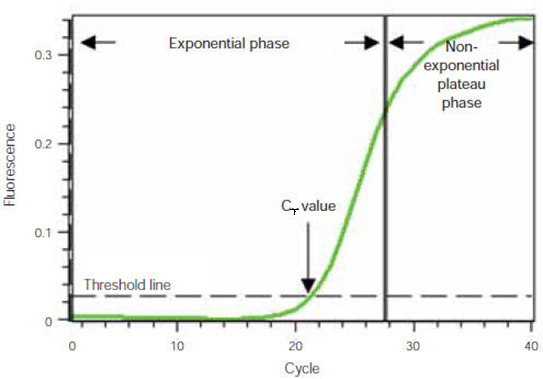 Exponential phase
Non-
exponential
plateau
phase
0.3
0.2
0.1
0
Fluorescence
CT value
Threshold line
0
10
20
30
40
Cycle